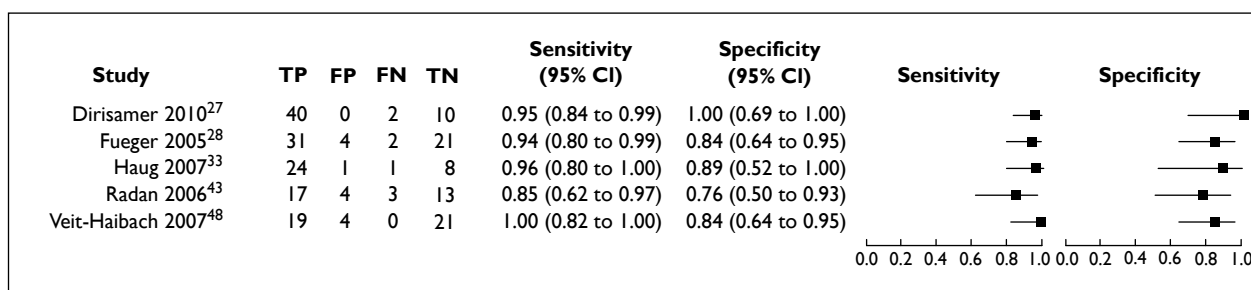 Sensitivity Specificity
Study TP FP FN TN (95% CI) (95% CI) Sensitivity Specificity
Dirisamer 2010²⁷ 40 0 2 10 0.95 (0.84 to 0.99) 1.00 (0.69 to 1.00)
Fueger 2005²⁸ 31 4 2 21 0.94 (0.80 to 0.99) 0.84 (0.64 to 0.95)
Haug 2007³³ 24 1 1 8 0.96 (0.80 to 1.00) 0.89 (0.52 to 1.00)
Radan 2006⁴³ 17 4 3 13 0.85 (0.62 to 0.97) 0.76 (0.50 to 0.93)
Veit-Haibach 2007⁴⁸ 19 4 0 21 1.00 (0.82 to 1.00) 0.84 (0.64 to 0.95)
0.0 0.2 0.4 0.6 0.8 1.0 0.0 0.2 0.4 0.6 0.8 1.0